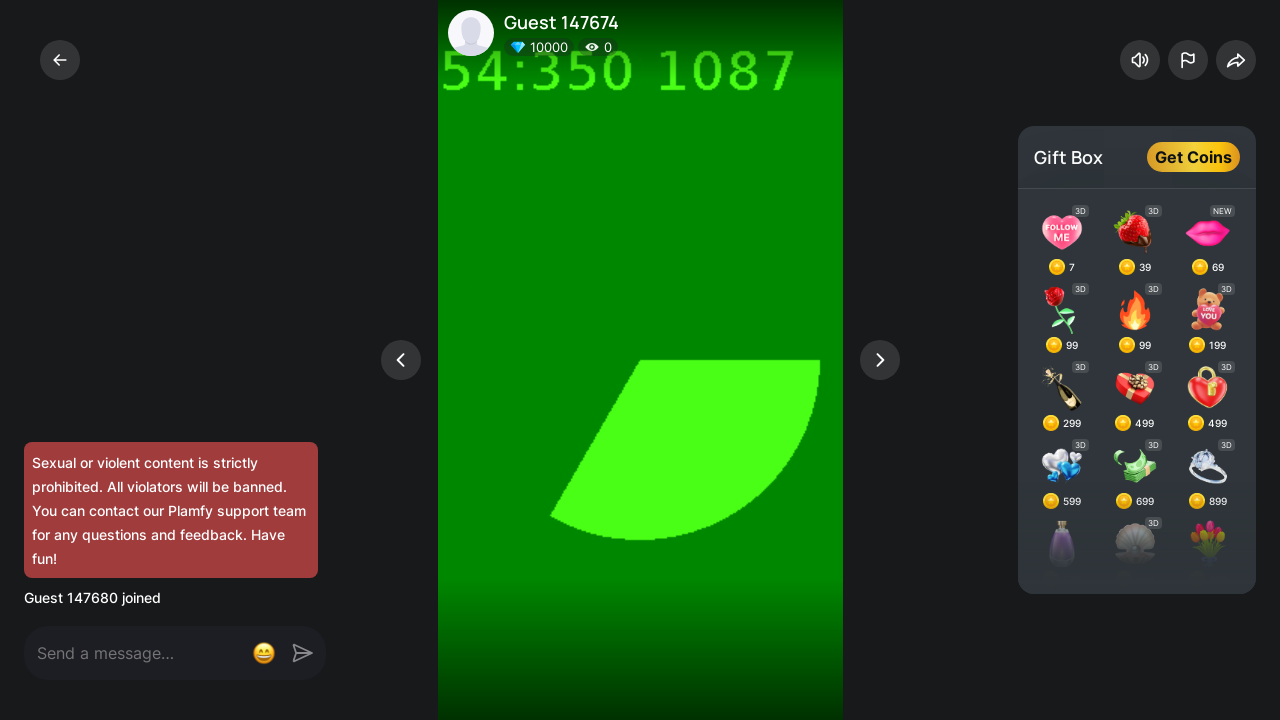 Guest 147674
10000
0
54:350 1087
Gift Box
Get Coins
3D
3D
NEW
FOLLOW
ME
7
39
69
3D
3D
3D
LOVE
YOU
99
99
199
3D
3D
3D
299
499
499
3D
3D
3D
599
699
899
3D
Sexual or violent content is strictly
prohibited. All violators will be banned.
You can contact our Plamfy support team
for any questions and feedback. Have
fun!
Guest 147680 joined
Send a message...